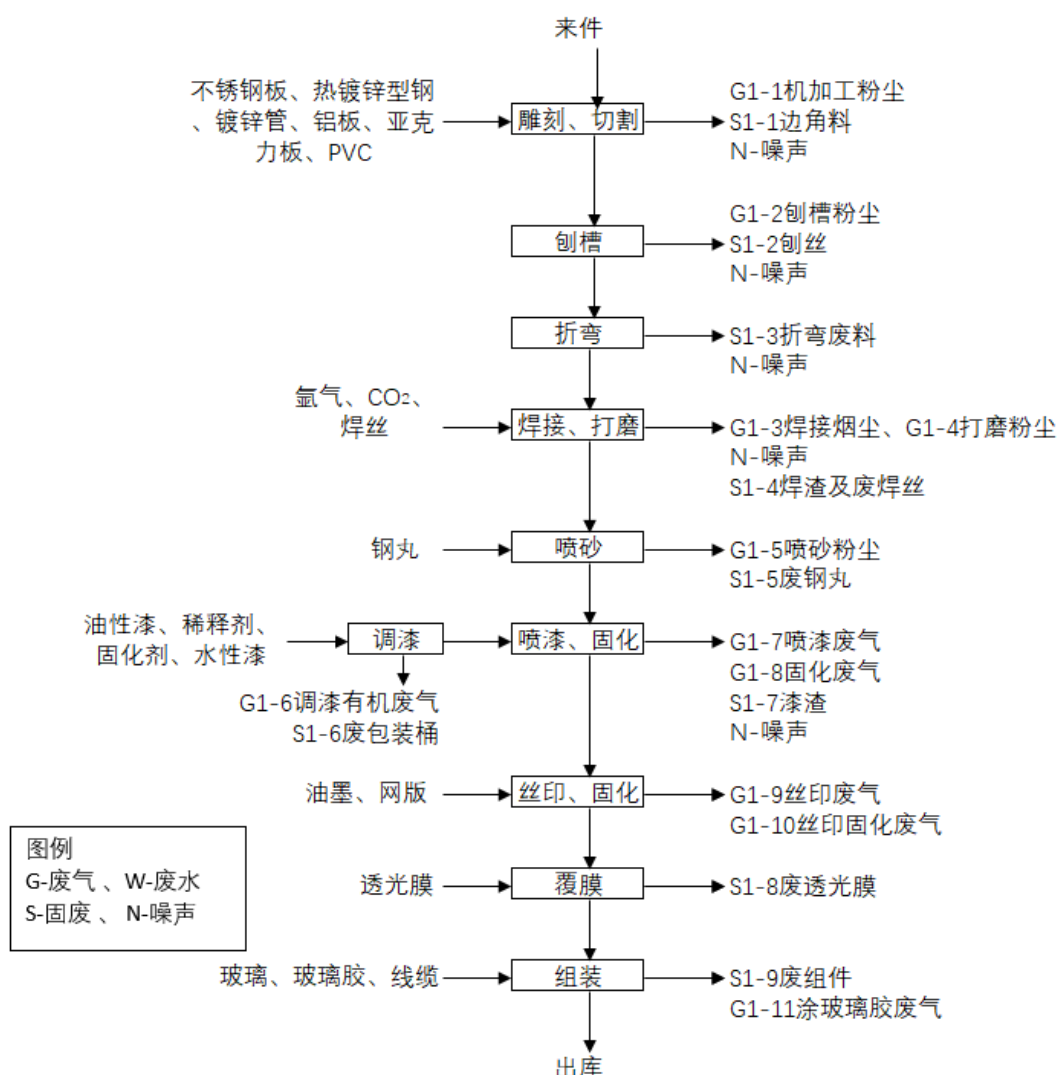 来件
不锈钢板、热镀锌型钢
、镀锌管、铝板、亚克
力板、PVC
雕刻、切割
G1-1机加工粉尘
S1-1边角料
N-噪声
刨槽
G1-2刨槽粉尘
S1-2刨丝
N-噪声
折弯
S1-3折弯废料
N-噪声
氩气、CO₂、
焊丝
焊接、打磨
G1-3焊接烟尘、G1-4打磨粉尘
N-噪声
S1-4焊渣及废焊丝
钢丸
喷砂
G1-5喷砂粉尘
S1-5废钢丸
油性漆、稀释剂、
固化剂、水性漆
调漆
G1-6调漆有机废气
S1-6废包装桶
喷漆、固化
G1-7喷漆废气
G1-8固化废气
S1-7漆渣
N-噪声
油墨、网版
丝印、固化
G1-9丝印废气
G1-10丝印固化废气
图例
G-废气 、W-废水
S-固废 、 N-噪声
透光膜
覆膜
S1-8废透光膜
玻璃、玻璃胶、线缆
组装
S1-9废组件
G1-11涂玻璃胶废气
出库